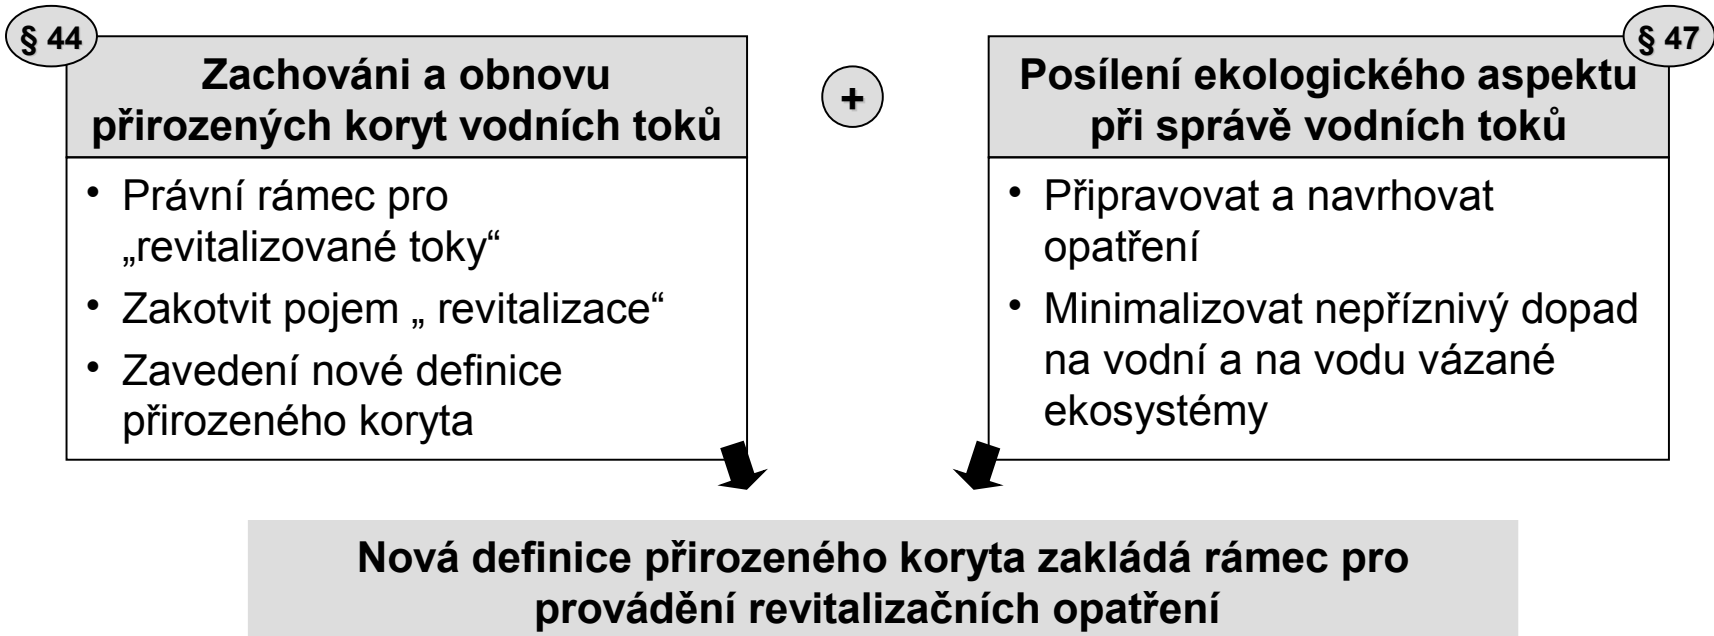 § 44
Zachováni a obnovu
přirozených koryt vodních toků
• Právní rámec pro
„revitalizované toky“
• Zakotvit pojem „ revitalizace“
• Zavedení nové definice
přirozeného koryta
+
§ 47
Posílení ekologického aspektu
při správě vodních toků
• Připravovat a navrhovat
opatření
• Minimalizovat nepříznivý dopad
na vodní a na vodu vázané
ekosystémy
Nová definice přirozeného koryta zakládá rámec pro
provádění revitalizačních opatření